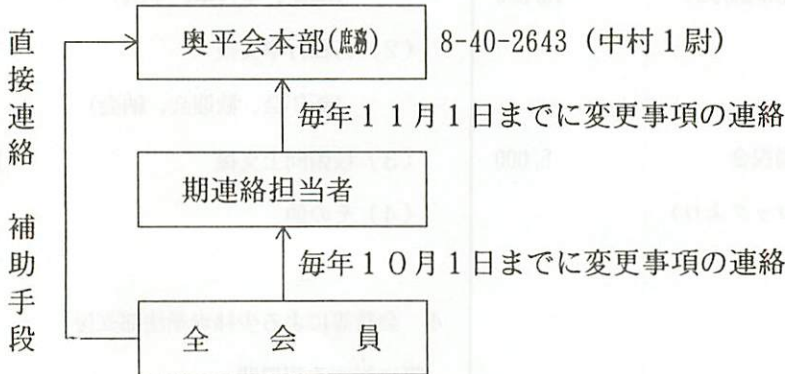 奥平会本部(庶務) 8-40-2643 (中村1尉)
毎年11月1日までに変更事項の連絡
期連絡担当者
毎年10月1日までに変更事項の連絡
全会員
直接連絡 補助手段